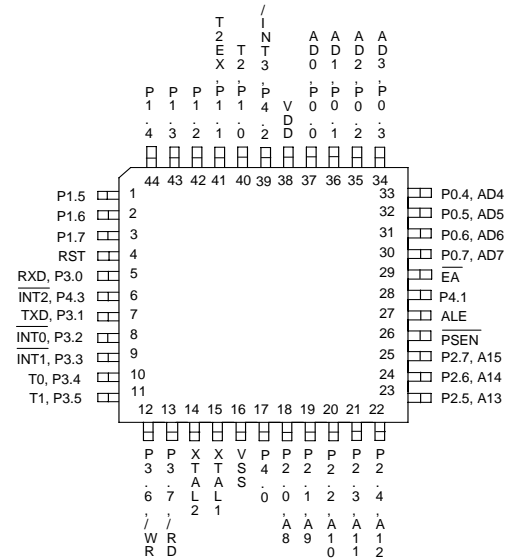 P1.4
P1.3
P1.2
T2EX,P1.1
T2,P1.0
/INT3,P4.2
VDD
AD0,P0.0
AD1,P0.1
AD2,P0.2
AD3,P0.3
44 43 42 41 40 39 38 37 36 35 34
P1.5 1
P1.6 2
P1.7 3
RST 4
RXD, P3.0 5
INT2, P4.3 6
TXD, P3.1 7
INT0, P3.2 8
INT1, P3.3 9
T0, P3.4 10
T1, P3.5 11
33 P0.4, AD4
32 P0.5, AD5
31 P0.6, AD6
30 P0.7, AD7
29 EA
28 P4.1
27 ALE
26 PSEN
25 P2.7, A15
24 P2.6, A14
23 P2.5, A13
12 13 14 15 16 17 18 19 20 21 22
P3.6,/WR
P3.7,/RD
XTAL2
XTAL1
VSS
P4.0
P2.0,A8
P2.1,A9
P2.2,A10
P2.3,A11
P2.4,A12